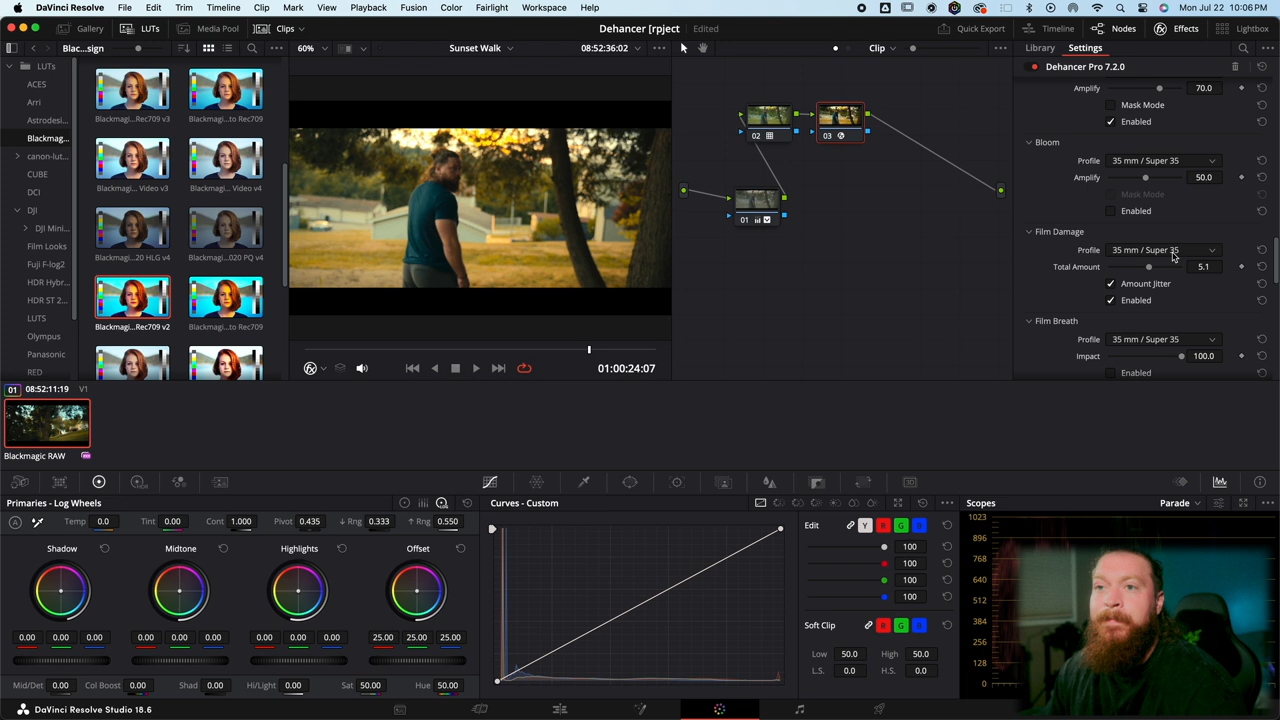 DaVinci Resolve File Edit Trim Timeline Clip Mark View Playback Fusion Color Fairlight Workspace Help Mon Jul 22 10:06 PM
Gallery LUTs Media Pool Clips Dehancer [rpject Edited Quick Export Timeline Nodes Effects Lightbox
Blac...sign 60% Sunset Walk 08:52:36:02 Clip Library Settings
Dehancer Pro 7.2.0
LUTs
ACES
Arri
Astrodesi...
Blackmag...
canon-lut...
CUBE
DCI
DJI
DJI Mini...
Film Looks
Fuji F-log2
HDR Hybr...
HDR ST 2...
LUTS
Olympus
Panasonic
RED
Blackmagi...Rec709 v3 Blackmagi...to Rec709
Blackmagi... Video v3 Blackmagi... Video v4
Blackmagi...20 HLG v4 Blackmagi...020 PQ v4
Blackmagi...Rec709 v2 Blackmagi...to Rec709
01:00:24:07
02
03
01
Amplify 70.0
Mask Mode
Enabled
Bloom
Profile 35 mm / Super 35
Amplify 50.0
Mask Mode
Enabled
Film Damage
Profile 35 mm / Super 35
Total Amount 5.1
Amount Jitter
Enabled
Film Breath
Profile 35 mm / Super 35
Impact 100.0
Enabled
01 08:52:11:19 V1
Blackmagic RAW
Primaries - Log Wheels
Temp 0.0 Tint 0.00 Cont 1.000 Pivot 0.435 ↓ Rng 0.333 ↑ Rng 0.550
Shadow Midtone Highlights Offset
0.00 0.00 0.00 0.00 0.00 0.00 0.00 0.00 0.00 25.00 25.00 25.00
Mid/Det 0.00 Col Boost 0.00 Shad 0.00 Hi/Light 0.00 Sat 50.00 Hue 50.00
Curves - Custom
Edit Y R G B
100
100
100
100
Soft Clip R G B
Low 50.0 High 50.0
L.S. 0.0 H.S. 0.0
Scopes Parade
1023
896
768
640
512
384
256
128
0
DaVinci Resolve Studio 18.6